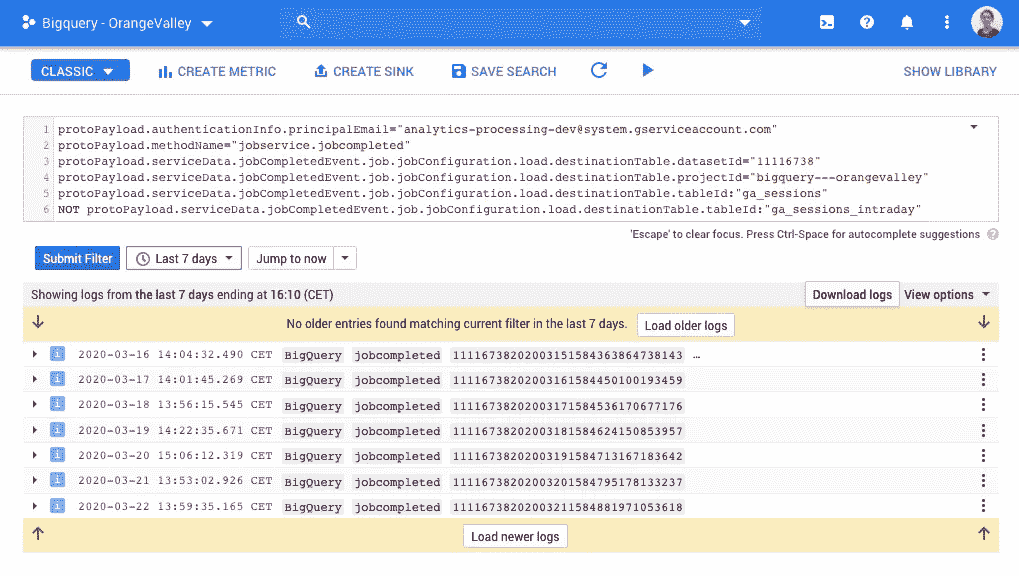 Bigquery - OrangeValley
CLASSIC CREATE METRIC CREATE SINK SAVE SEARCH SHOW LIBRARY
1 protoPayload.authenticationInfo.principalEmail="analytics-processing-dev@system.gserviceaccount.com"
2 protoPayload.methodName="jobservice.jobcompleted"
3 protoPayload.serviceData.jobCompletedEvent.job.jobConfiguration.load.destinationTable.datasetId="11116738"
4 protoPayload.serviceData.jobCompletedEvent.job.jobConfiguration.load.destinationTable.projectId="bigquery---orangevalley"
5 protoPayload.serviceData.jobCompletedEvent.job.jobConfiguration.load.destinationTable.tableId:"ga_sessions"
6 NOT protoPayload.serviceData.jobCompletedEvent.job.jobConfiguration.load.destinationTable.tableId:"ga_sessions_intraday"
'Escape' to clear focus. Press Ctrl-Space for autocomplete suggestions ?
Submit Filter Last 7 days Jump to now
Showing logs from the last 7 days ending at 16:10 (CET) Download logs View options
No older entries found matching current filter in the last 7 days. Load older logs
i 2020-03-16 14:04:32.490 CET BigQuery jobcompleted 11116738202003151584363864738143 …
i 2020-03-17 14:01:45.269 CET BigQuery jobcompleted 11116738202003161584450100193459
i 2020-03-18 13:56:15.545 CET BigQuery jobcompleted 11116738202003171584536170677176
i 2020-03-19 14:22:35.671 CET BigQuery jobcompleted 11116738202003181584624150853957
i 2020-03-20 15:06:12.319 CET BigQuery jobcompleted 11116738202003191584713167183642
i 2020-03-21 13:53:02.926 CET BigQuery jobcompleted 11116738202003201584795178133237
i 2020-03-22 13:59:35.165 CET BigQuery jobcompleted 11116738202003211584881971053618
Load newer logs